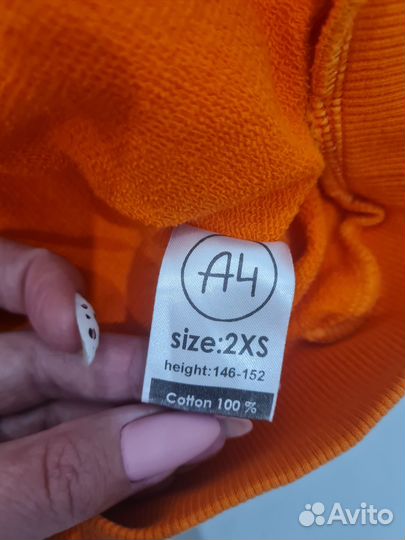 A4
size:2XS
height:146-152
Cotton 100 %
Avito